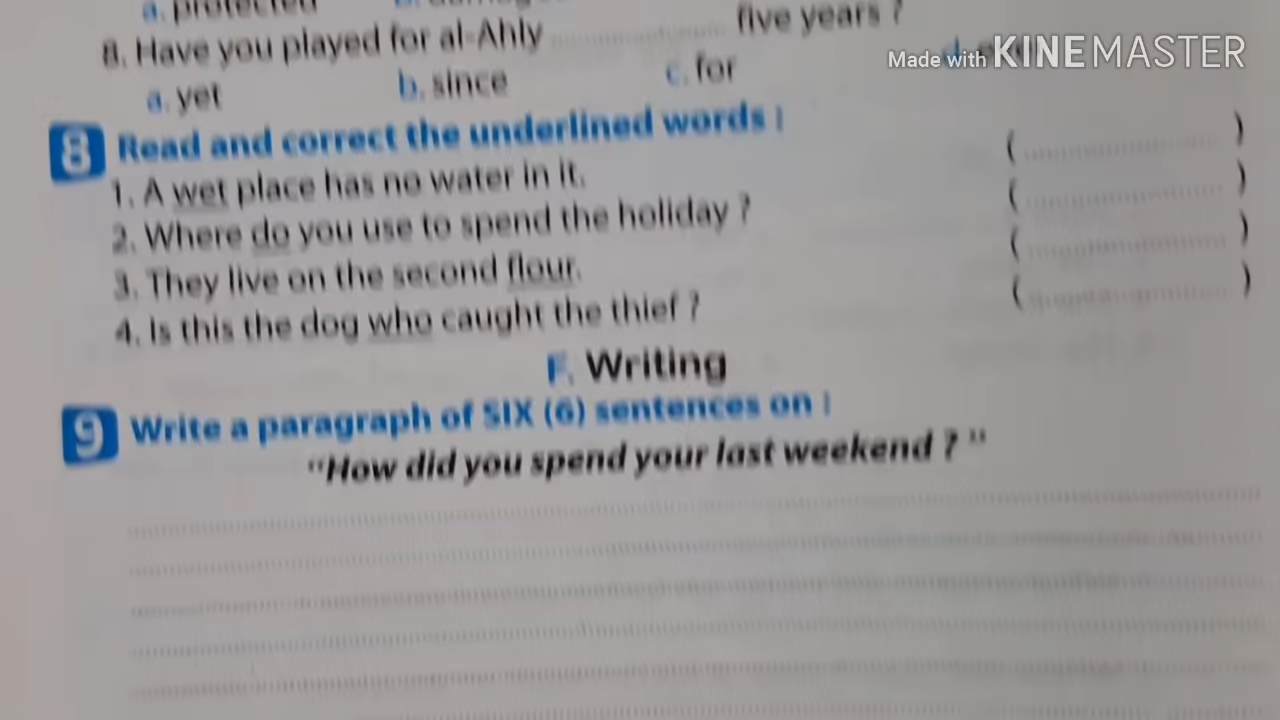 a. protected
8. Have you played for al-Ahly .................... five years ?
Made with KINEMASTER
a. yet b. since c. for d.
8 Read and correct the underlined words :
1. A wet place has no water in it. (....................)
2. Where do you use to spend the holiday ? (....................)
3. They live on the second flour. (....................)
4. Is this the dog who caught the thief ? (....................)
F. Writing
9 Write a paragraph of SIX (6) sentences on :
"How did you spend your last weekend ? "